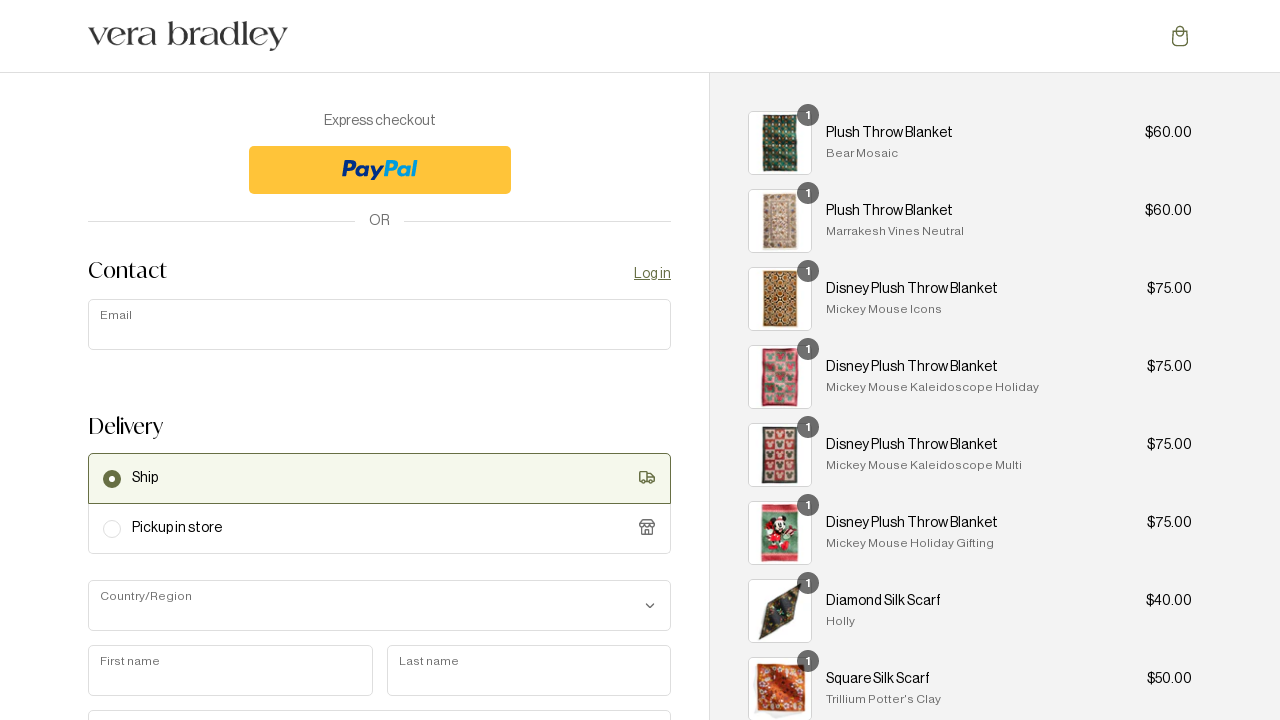 vera bradley
Express checkout
PayPal
OR
Contact
Log in
Email
Delivery
Ship
Pickup in store
Country/Region
First name
Last name
1
Plush Throw Blanket
$60.00
Bear Mosaic
1
Plush Throw Blanket
$60.00
Marrakesh Vines Neutral
1
Disney Plush Throw Blanket
$75.00
Mickey Mouse Icons
1
Disney Plush Throw Blanket
$75.00
Mickey Mouse Kaleidoscope Holiday
1
Disney Plush Throw Blanket
$75.00
Mickey Mouse Kaleidoscope Multi
1
Disney Plush Throw Blanket
$75.00
Mickey Mouse Holiday Gifting
1
Diamond Silk Scarf
$40.00
Holly
1
Square Silk Scarf
$50.00
Trillium Potter's Clay